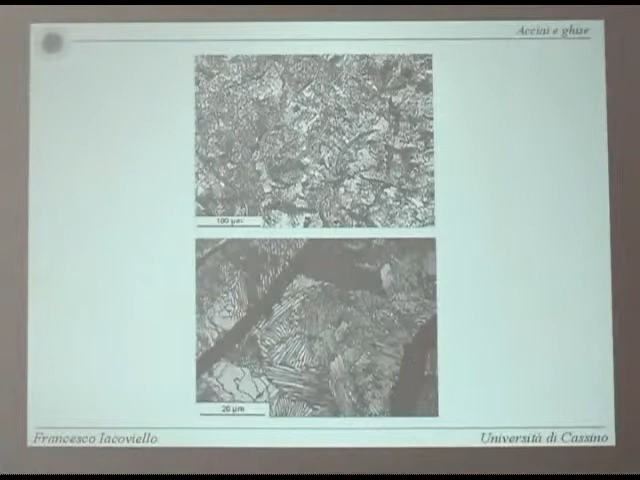 Acciai e ghise
100 µm
20 µm
Francesco Iacoviello
Università di Cassino